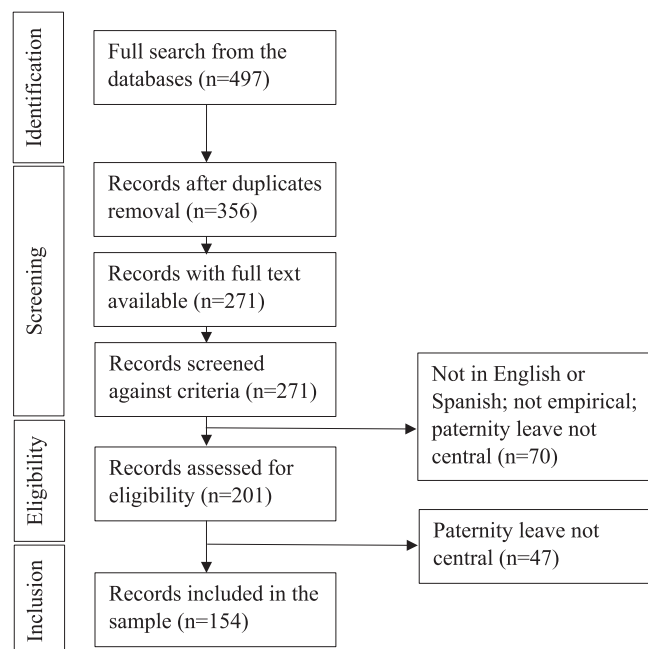 Identification
Full search from the
databases (n=497)
Screening
Records after duplicates
removal (n=356)
Records with full text
available (n=271)
Records screened
against criteria (n=271)
Not in English or
Spanish; not empirical;
paternity leave not
central (n=70)
Eligibility
Records assessed for
eligibility (n=201)
Paternity leave not
central (n=47)
Inclusion
Records included in the
sample (n=154)